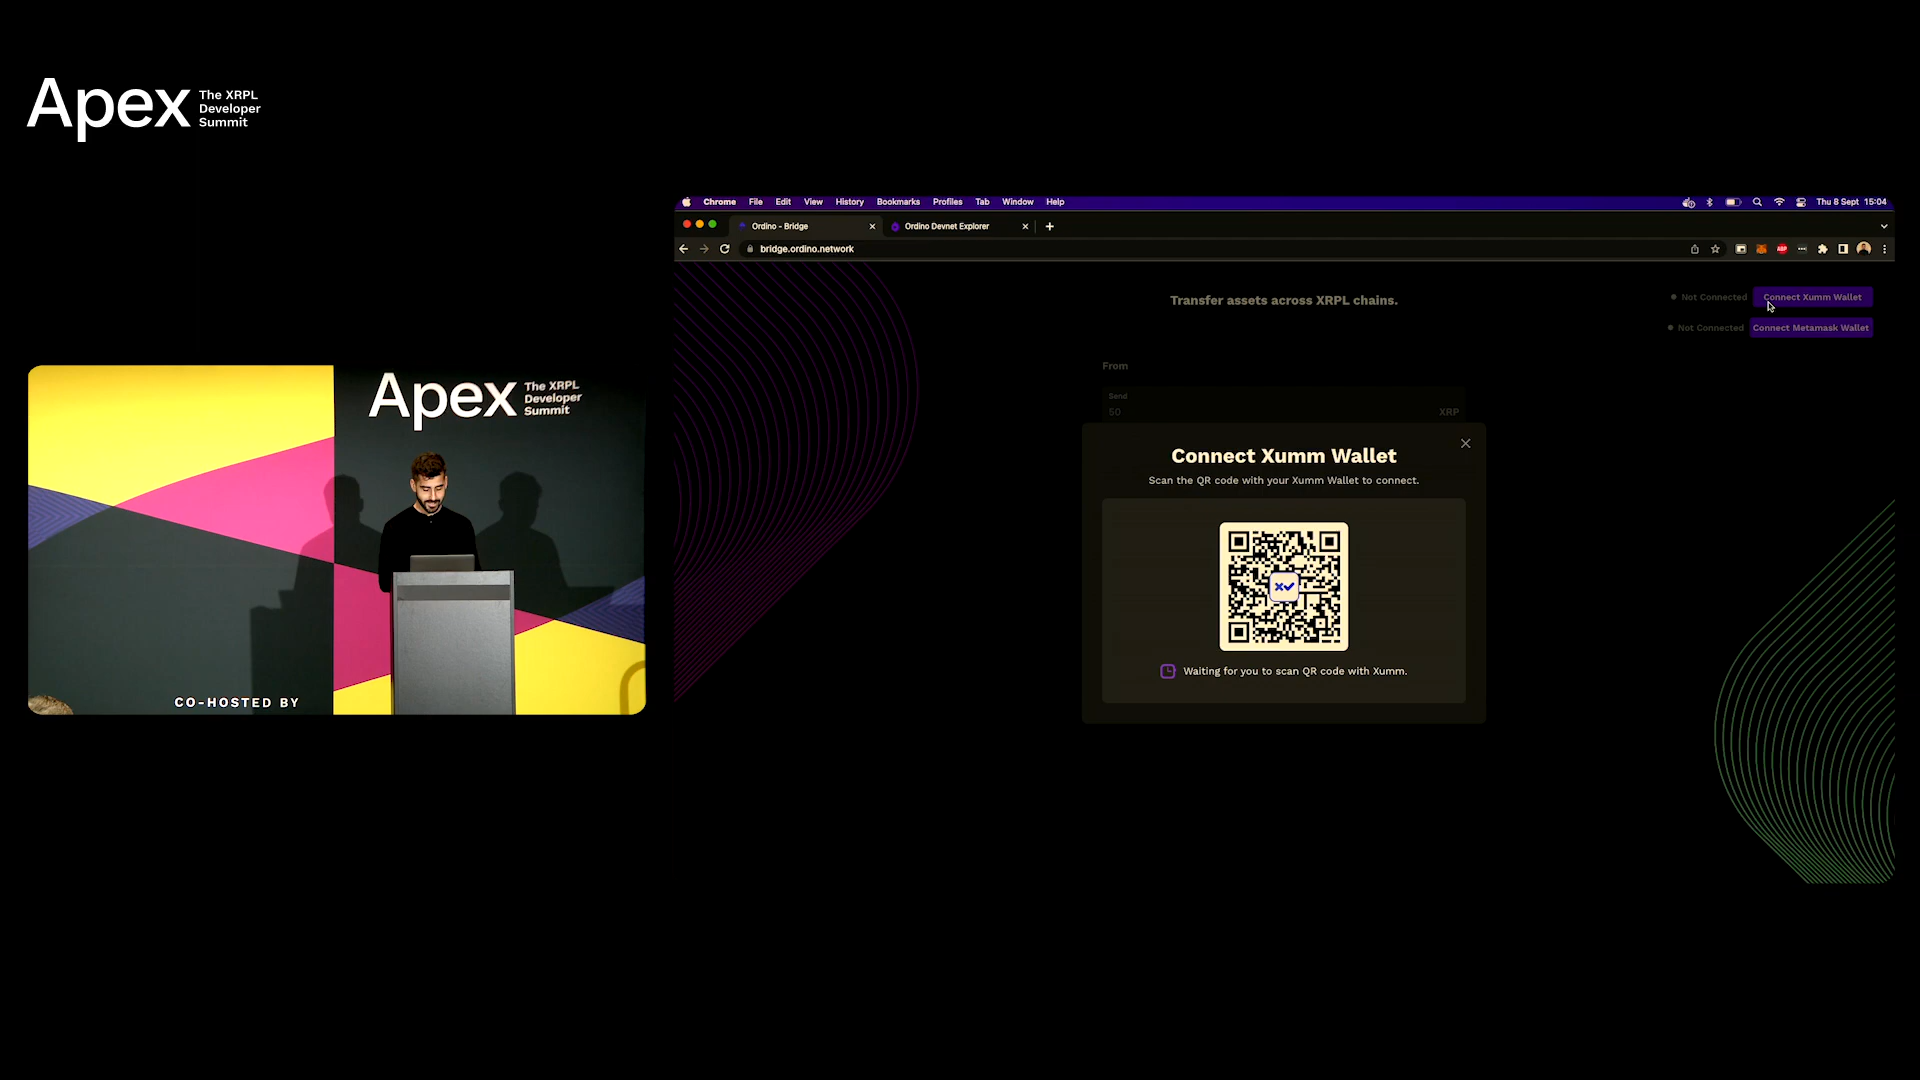 Apex
The XRPL
Developer
Summit
Apex
The XRPL
Developer
Summit
CO-HOSTED BY
Chrome File Edit View History Bookmarks Profiles Tab Window Help
Thu 8 Sept 15:04
Ordino - Bridge
Ordino Devnet Explorer
bridge.ordino.network
ABP
Transfer assets across XRPL chains.
Not Connected
Connect Xumm Wallet
Not Connected
Connect Metamask Wallet
From
Send
50
XRP
Connect Xumm Wallet
Scan the QR code with your Xumm Wallet to connect.
Waiting for you to scan QR code with Xumm.